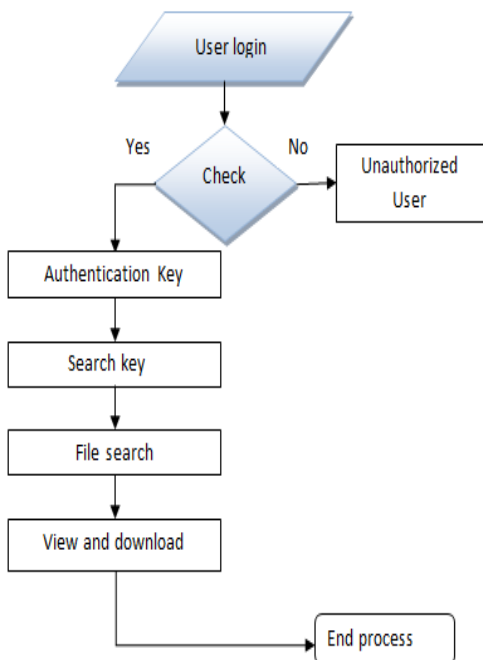 User login
Yes
No
Check
Unauthorized
User
Authentication Key
Search key
File search
View and download
End process